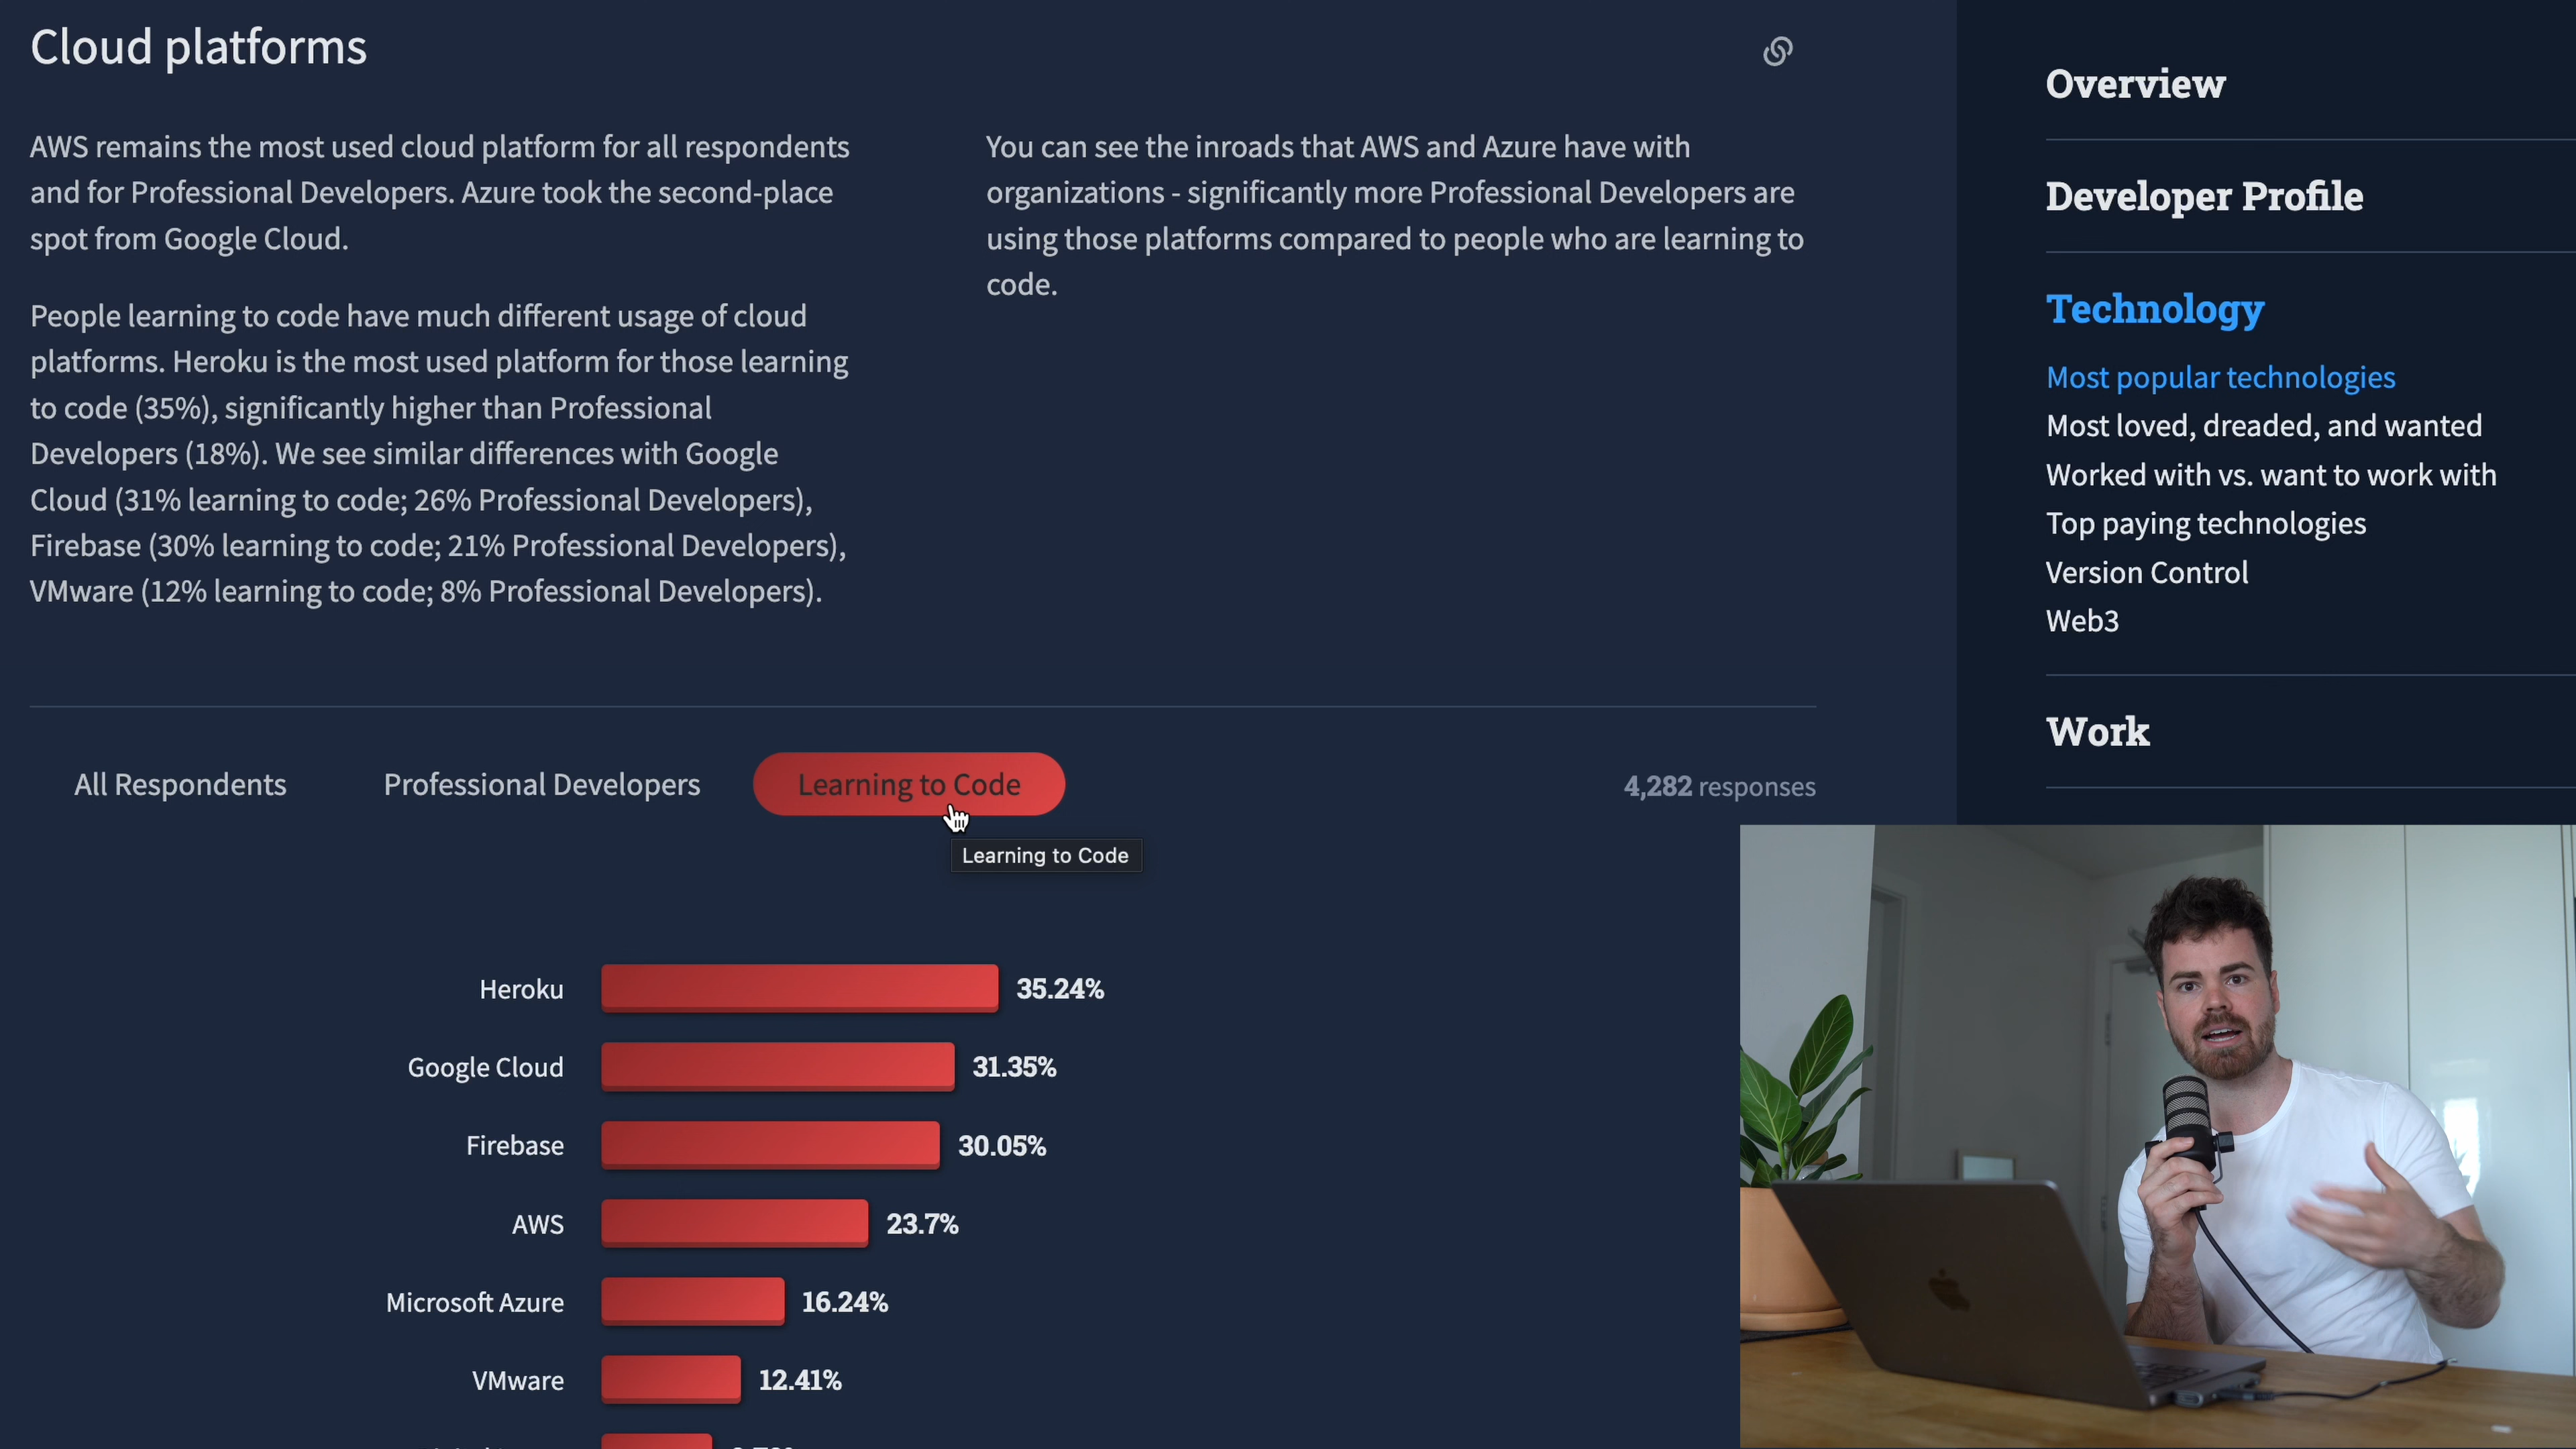 Cloud platforms
AWS remains the most used cloud platform for all respondents
and for Professional Developers. Azure took the second-place
spot from Google Cloud.
People learning to code have much different usage of cloud
platforms. Heroku is the most used platform for those learning
to code (35%), significantly higher than Professional
Developers (18%). We see similar differences with Google
Cloud (31% learning to code; 26% Professional Developers),
Firebase (30% learning to code; 21% Professional Developers),
VMware (12% learning to code; 8% Professional Developers).
You can see the inroads that AWS and Azure have with
organizations - significantly more Professional Developers are
using those platforms compared to people who are learning to
code.
All Respondents
Professional Developers
Learning to Code
4,282 responses
Learning to Code
Heroku 35.24%
Google Cloud 31.35%
Firebase 30.05%
AWS 23.7%
Microsoft Azure 16.24%
VMware 12.41%
Overview
Developer Profile
Technology
Most popular technologies
Most loved, dreaded, and wanted
Worked with vs. want to work with
Top paying technologies
Version Control
Web3
Work